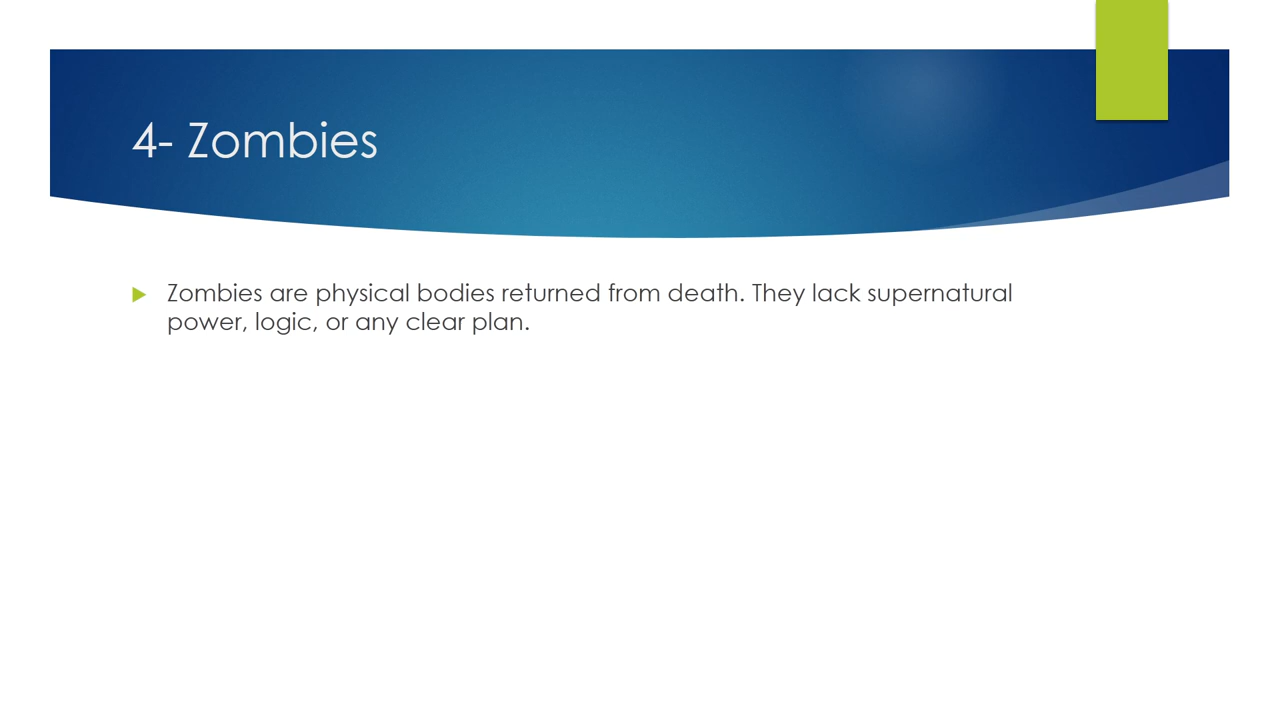 4- Zombies
Zombies are physical bodies returned from death. They lack supernatural
power, logic, or any clear plan.